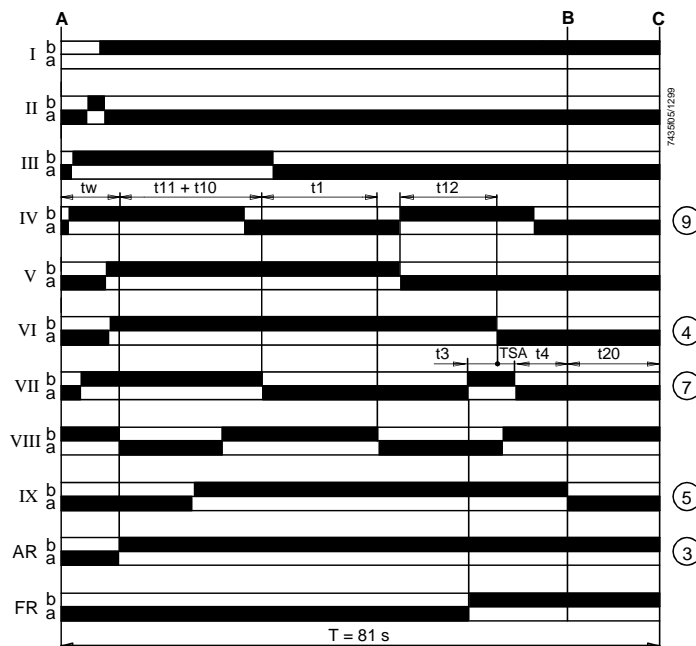 A B C
I b
a
II b
a
7435f05/1299
III b
a
tw t11 + t10 t1 t12
IV b
a 9
V b
a
VI b
a 4
t3 TSA t4 t20
VII b
a 7
VIII b
a
IX b
a 5
AR b
a 3
FR b
a
T = 81 s